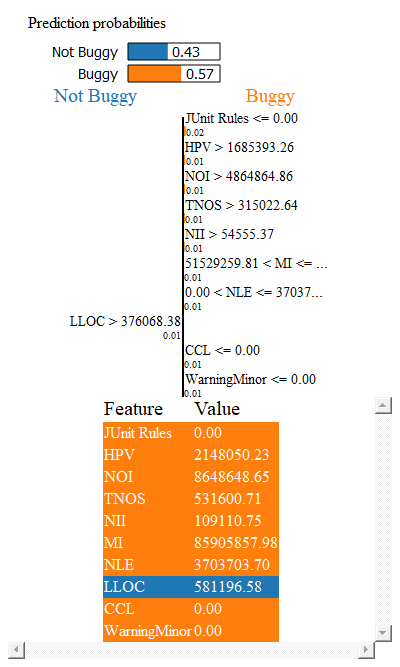 Prediction probabilities
Not Buggy 0.43
Buggy 0.57
Not Buggy Buggy
JUnit Rules <= 0.00
0.02
HPV > 1685393.26
0.01
NOI > 4864864.86
0.01
TNOS > 315022.64
0.01
NII > 54555.37
0.01
51529259.81 < MI <= ...
0.01
0.00 < NLE <= 37037...
0.01
LLOC > 376068.38
0.01
CCL <= 0.00
0.01
WarningMinor <= 0.00
0.01
Feature Value
JUnit Rules 0.00
HPV 2148050.23
NOI 8648648.65
TNOS 531600.71
NII 109110.75
MI 85905857.98
NLE 3703703.70
LLOC 581196.58
CCL 0.00
WarningMinor 0.00